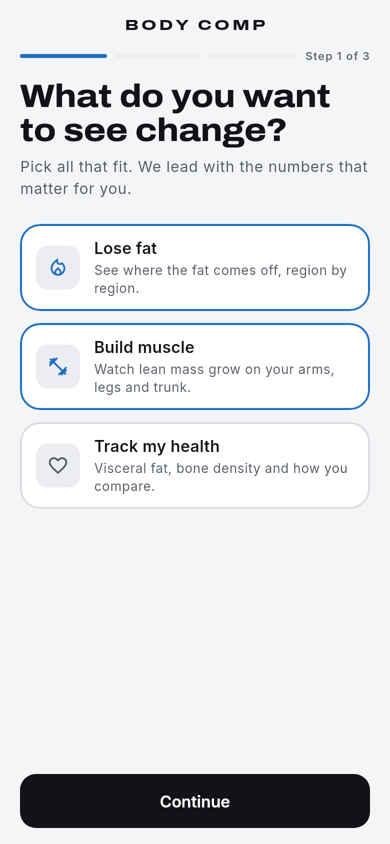 BODY COMP
Step 1 of 3
What do you want
to see change?
Pick all that fit. We lead with the numbers that
matter for you.
Lose fat
See where the fat comes off, region by
region.
Build muscle
Watch lean mass grow on your arms,
legs and trunk.
Track my health
Visceral fat, bone density and how you
compare.
Continue